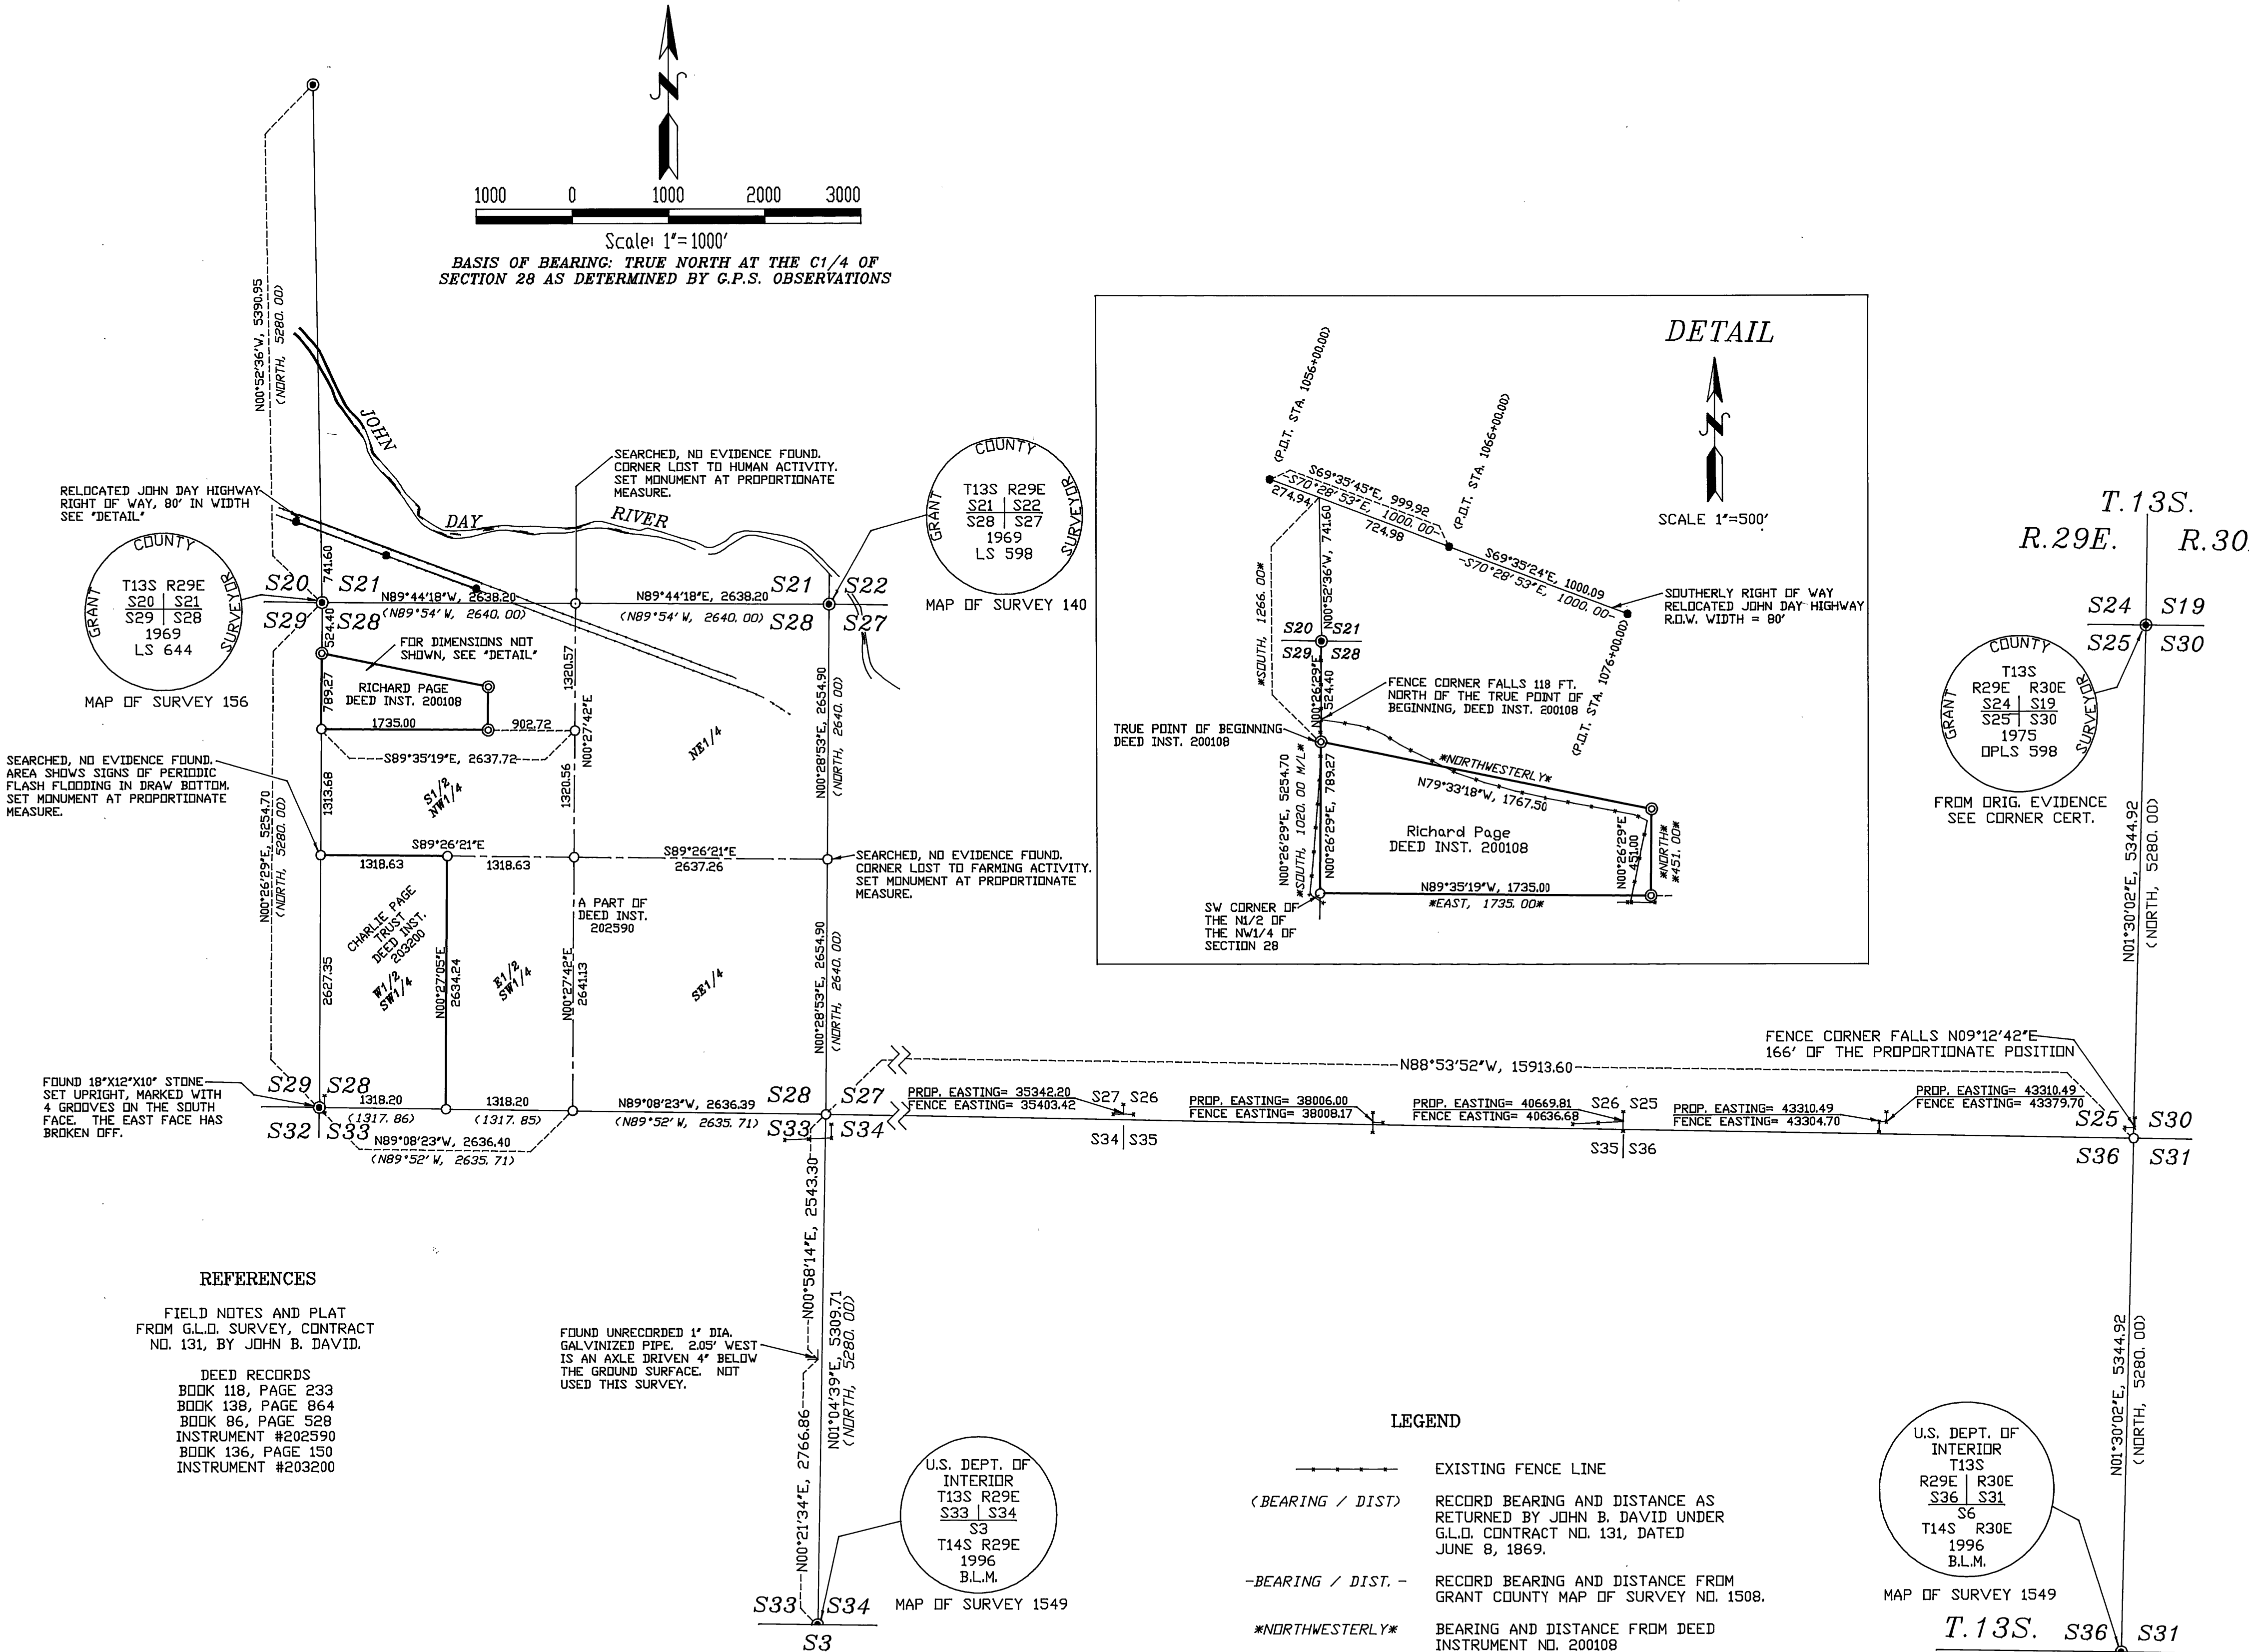 N
1000 0 1000 2000 3000
Scale: 1"=1000'
BASIS OF BEARING: TRUE NORTH AT THE C1/4 OF
SECTION 28 AS DETERMINED BY G.P.S. OBSERVATIONS
N00°52'36"W, 5390.95
(NORTH, 5280.00)
JOHN
DAY
RIVER
RELOCATED JOHN DAY HIGHWAY
RIGHT OF WAY, 80' IN WIDTH
SEE "DETAIL"
SEARCHED, NO EVIDENCE FOUND.
CORNER LOST TO HUMAN ACTIVITY.
SET MONUMENT AT PROPORTIONATE
MEASURE.
COUNTY
GRANT
SURVEYOR
T13S R29E
S21 | S22
S28 | S27
1969
LS 598
MAP OF SURVEY 140
COUNTY
GRANT
SURVEYOR
T13S R29E
S20 | S21
S29 | S28
1969
LS 644
MAP OF SURVEY 156
741.60
S20 S21
S29 S28
N89°44'18"W, 2638.20
(N89°54' W, 2640.00)
N89°44'18"E, 2638.20
(N89°54' W, 2640.00)
S21 S22
S28 S27
524.40
FOR DIMENSIONS NOT
SHOWN, SEE "DETAIL"
RICHARD PAGE
DEED INST. 200108
789.27
1735.00
902.72
S89°35'19"E, 2637.72
1320.57
N00°27'42"E
1320.56
NE1/4
N00°28'53"E, 2654.90
(NORTH, 2640.00)
SEARCHED, NO EVIDENCE FOUND.
AREA SHOWS SIGNS OF PERIODIC
FLASH FLOODING IN DRAW BOTTOM.
SET MONUMENT AT PROPORTIONATE
MEASURE.
1313.68
S1/2
NW1/4
N00°26'29"E, 5254.70
(NORTH, 5280.00)
S89°26'21"E
1318.63
1318.63
S89°26'21"E
2637.26
SEARCHED, NO EVIDENCE FOUND.
CORNER LOST TO FARMING ACTIVITY.
SET MONUMENT AT PROPORTIONATE
MEASURE.
CHARLIE PAGE
TRUST
DEED INST.
203200
W1/2
SW1/4
2627.35
N00°27'05"E
2634.24
E1/2
SW1/4
A PART OF
DEED INST.
202590
N00°27'42"E
2641.13
SE1/4
N00°28'53"E, 2654.90
(NORTH, 2640.00)
FOUND 18"X12"X10" STONE
SET UPRIGHT, MARKED WITH
4 GROOVES ON THE SOUTH
FACE. THE EAST FACE HAS
BROKEN OFF.
S29 S28
S32 S33
1318.20
(1317.86)
1318.20
(1317.85)
N89°08'23"W, 2636.40
(N89°52' W, 2635.71)
N89°08'23"W, 2636.39
(N89°52' W, 2635.71)
S28 S27
S33 S34
N88°53'52"W, 15913.60
PROP. EASTING= 35342.20
FENCE EASTING= 35403.42
S27 S26
S34 | S35
PROP. EASTING= 38006.00
FENCE EASTING= 38008.17
PROP. EASTING= 40669.81
FENCE EASTING= 40636.68
S26 S25
S35 | S36
PROP. EASTING= 43310.49
FENCE EASTING= 43304.70
PROP. EASTING= 43310.49
FENCE EASTING= 43379.70
FENCE CORNER FALLS N09°12'42"E
166' OF THE PROPORTIONATE POSITION
S25 S30
S36 S31
DETAIL
N
SCALE 1"=500'
(P.O.T. STA. 1056+00.00)
(P.O.T. STA. 1066+00.00)
(P.O.T. STA. 1076+00.00)
S69°35'45"E, 999.92
-S70°28'53"E, 1000.00-
274.94
724.98
S69°35'24"E, 1000.09
-S70°28'53"E, 1000.00-
SOUTHERLY RIGHT OF WAY
RELOCATED JOHN DAY HIGHWAY
R.O.W. WIDTH = 80'
N00°52'36"W, 741.60
*SOUTH, 1266.00*
S20 S21
S29 S28
N00°26'29"E
524.40
FENCE CORNER FALLS 118 FT.
NORTH OF THE TRUE POINT OF
BEGINNING, DEED INST. 200108
TRUE POINT OF BEGINNING
DEED INST. 200108
*NORTHWESTERLY*
N79°33'18"W, 1767.50
N00°26'29"E, 5254.70
*SOUTH, 1020.00 M/L*
N00°26'29"E, 789.27
Richard Page
DEED INST. 200108
N00°26'29"E
451.00
*NORTH*
*451.00*
N89°35'19"W, 1735.00
*EAST, 1735.00*
SW CORNER OF
THE N1/2 OF
THE NW1/4 OF
SECTION 28
T.13S.
R.29E. R.30
S24 S19
S25 S30
COUNTY
GRANT
SURVEYOR
T13S
R29E R30E
S24 | S19
S25 | S30
1975
OPLS 598
FROM ORIG. EVIDENCE
SEE CORNER CERT.
N01°30'02"E, 5344.92
(NORTH, 5280.00)
N01°30'02"E, 5344.92
(NORTH, 5280.00)
REFERENCES
FIELD NOTES AND PLAT
FROM G.L.O. SURVEY, CONTRACT
NO. 131, BY JOHN B. DAVID.
DEED RECORDS
BOOK 118, PAGE 233
BOOK 138, PAGE 864
BOOK 86, PAGE 528
INSTRUMENT #202590
BOOK 136, PAGE 150
INSTRUMENT #203200
FOUND UNRECORDED 1" DIA.
GALVINIZED PIPE. 2.05' WEST
IS AN AXLE DRIVEN 4" BELOW
THE GROUND SURFACE. NOT
USED THIS SURVEY.
N00°58'14"E, 2543.30
N00°21'34"E, 2766.86
N01°04'39"E, 5309.71
(NORTH, 5280.00)
U.S. DEPT. OF
INTERIOR
T13S R29E
S33 | S34
S3
T14S R29E
1996
B.L.M.
MAP OF SURVEY 1549
S33 S34
S3
LEGEND
EXISTING FENCE LINE
(BEARING / DIST) RECORD BEARING AND DISTANCE AS
RETURNED BY JOHN B. DAVID UNDER
G.L.O. CONTRACT NO. 131, DATED
JUNE 8, 1869.
-BEARING / DIST. - RECORD BEARING AND DISTANCE FROM
GRANT COUNTY MAP OF SURVEY NO. 1508.
*NORTHWESTERLY* BEARING AND DISTANCE FROM DEED
INSTRUMENT NO. 200108
U.S. DEPT. OF
INTERIOR
T13S
R29E | R30E
S36 | S31
S6
T14S R30E
1996
B.L.M.
MAP OF SURVEY 1549
T.13S. S36 S31